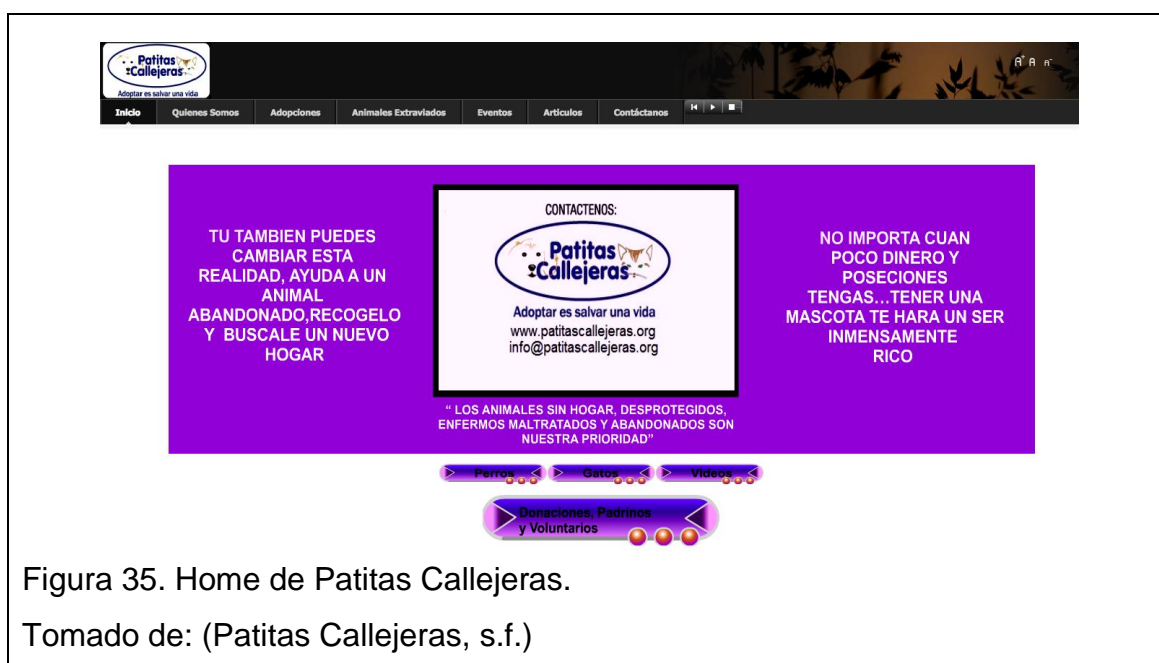 Patitas
Callejeras
Adoptar es salvar una vida
A+ A A-
Inicio Quienes Somos Adopciones Animales Extraviados Eventos Articulos Contáctanos
TU TAMBIEN PUEDES
CAMBIAR ESTA
REALIDAD, AYUDA A UN
ANIMAL
ABANDONADO,RECOGELO
Y BUSCALE UN NUEVO
HOGAR
CONTACTENOS:
Patitas
Callejeras
Adoptar es salvar una vida
www.patitascallejeras.org
info@patitascallejeras.org
NO IMPORTA CUAN
POCO DINERO Y
POSECIONES
TENGAS...TENER UNA
MASCOTA TE HARA UN SER
INMENSAMENTE
RICO
“ LOS ANIMALES SIN HOGAR, DESPROTEGIDOS,
ENFERMOS MALTRATADOS Y ABANDONADOS SON
NUESTRA PRIORIDAD”
Perros Gatos Videos
Donaciones, Padrinos
y Voluntarios
Figura 35. Home de Patitas Callejeras.
Tomado de: (Patitas Callejeras, s.f.)